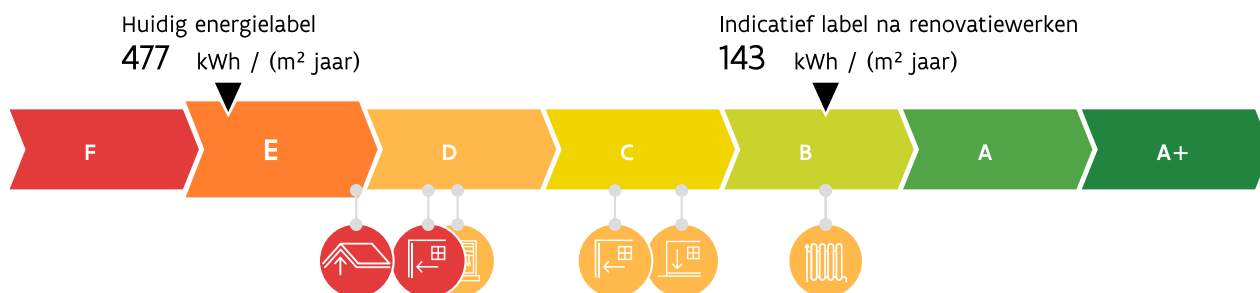 Huidig energielabel
477 kWh / (m² jaar)
Indicatief label na renovatiewerken
143 kWh / (m² jaar)
F E D C B A A+